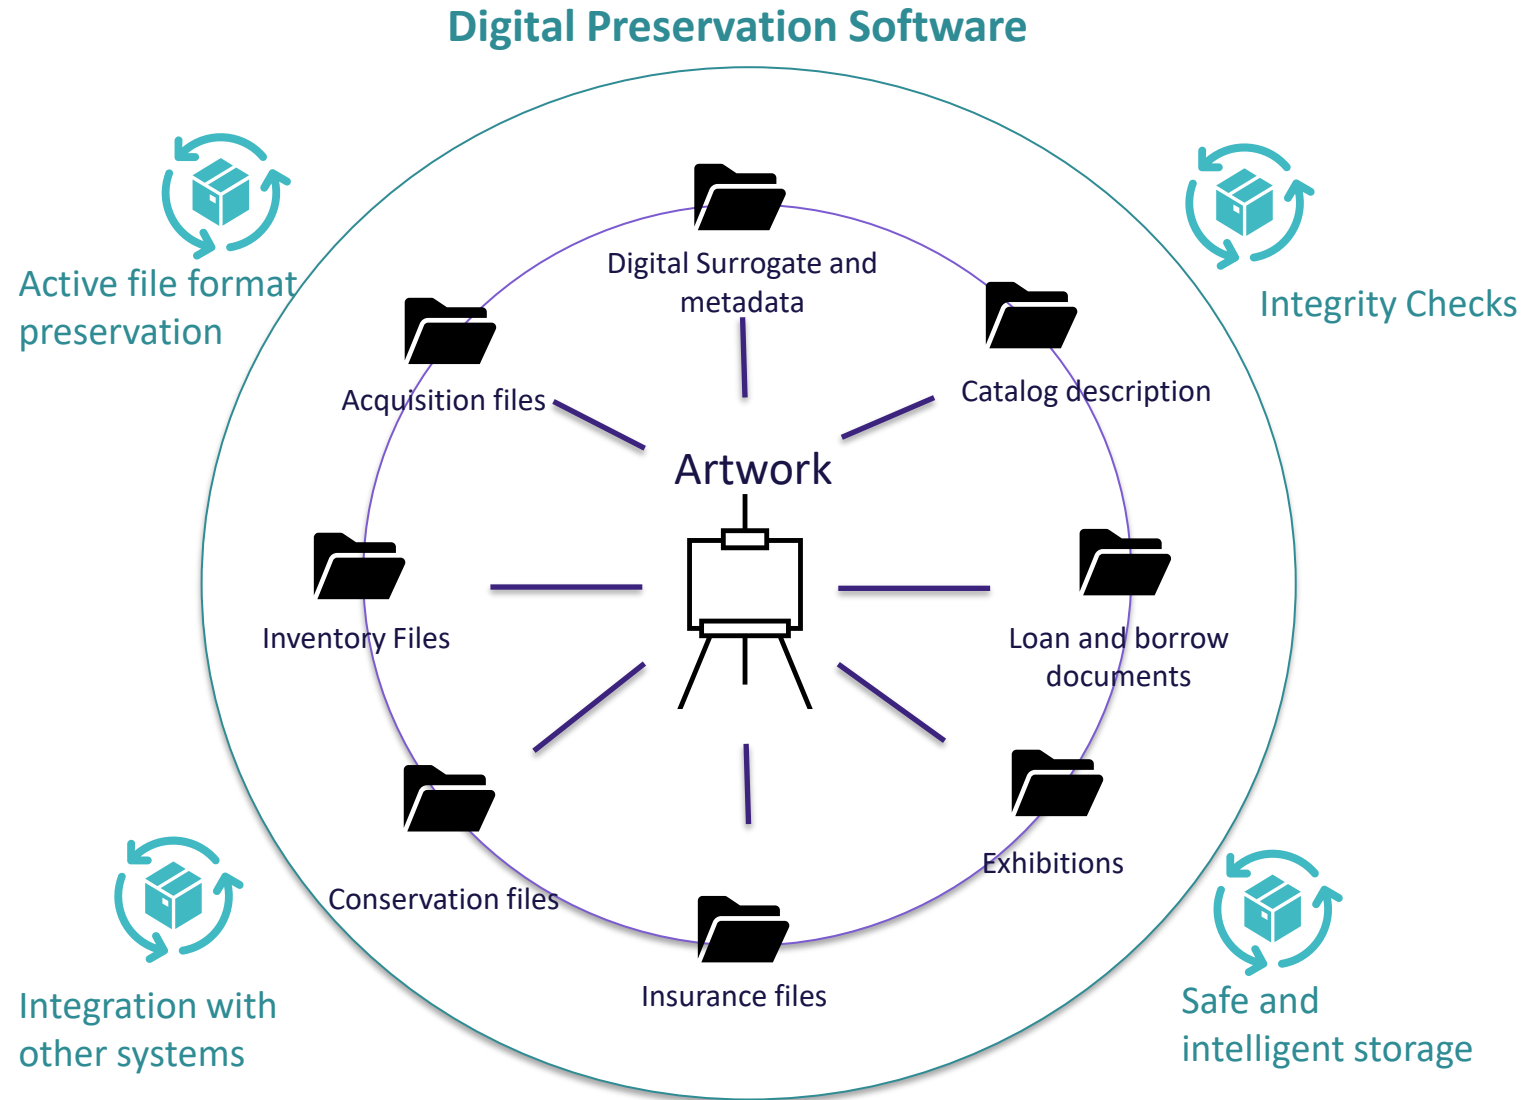 Digital Preservation Software
Active file format
preservation
Integrity Checks
Digital Surrogate and
metadata
Acquisition files
Catalog description
Artwork
Inventory Files
Loan and borrow
documents
Conservation files
Exhibitions
Insurance files
Integration with
other systems
Safe and
intelligent storage